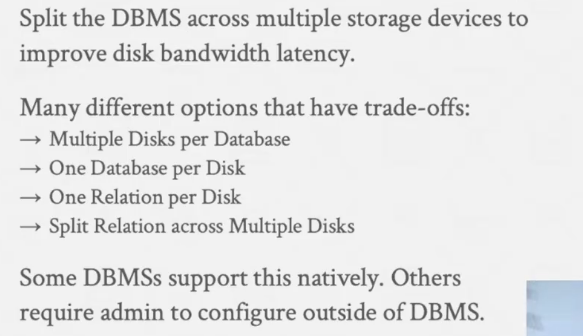 Split the DBMS across multiple storage devices to
improve disk bandwidth latency.
Many different options that have trade-offs:
→ Multiple Disks per Database
→ One Database per Disk
→ One Relation per Disk
→ Split Relation across Multiple Disks
Some DBMSs support this natively. Others
require admin to configure outside of DBMS.